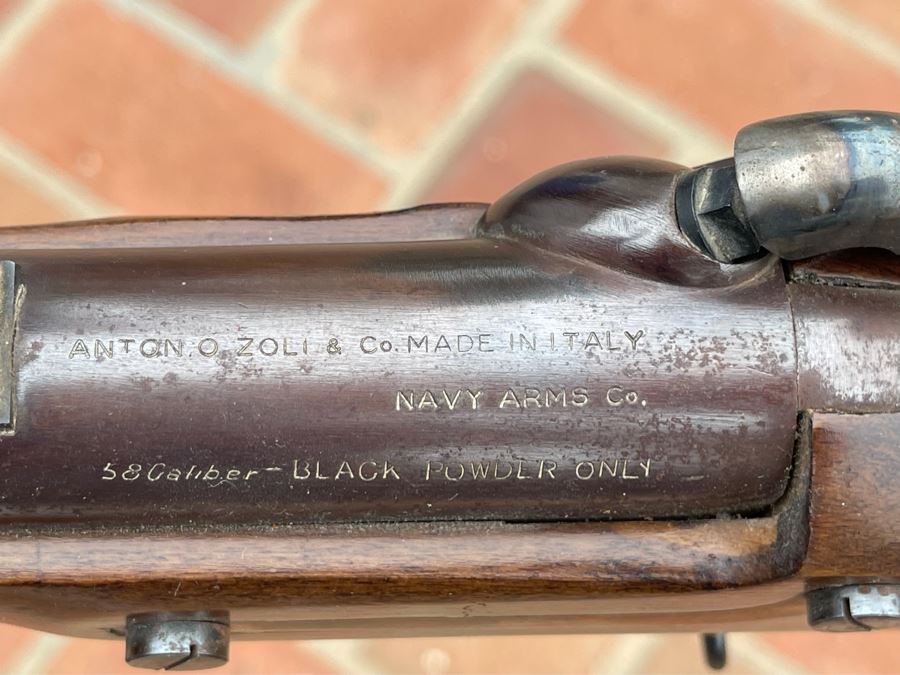 ANTONIO ZOLI & Co. MADE IN ITALY
NAVY ARMS Co.
58 Caliber - BLACK POWDER ONLY